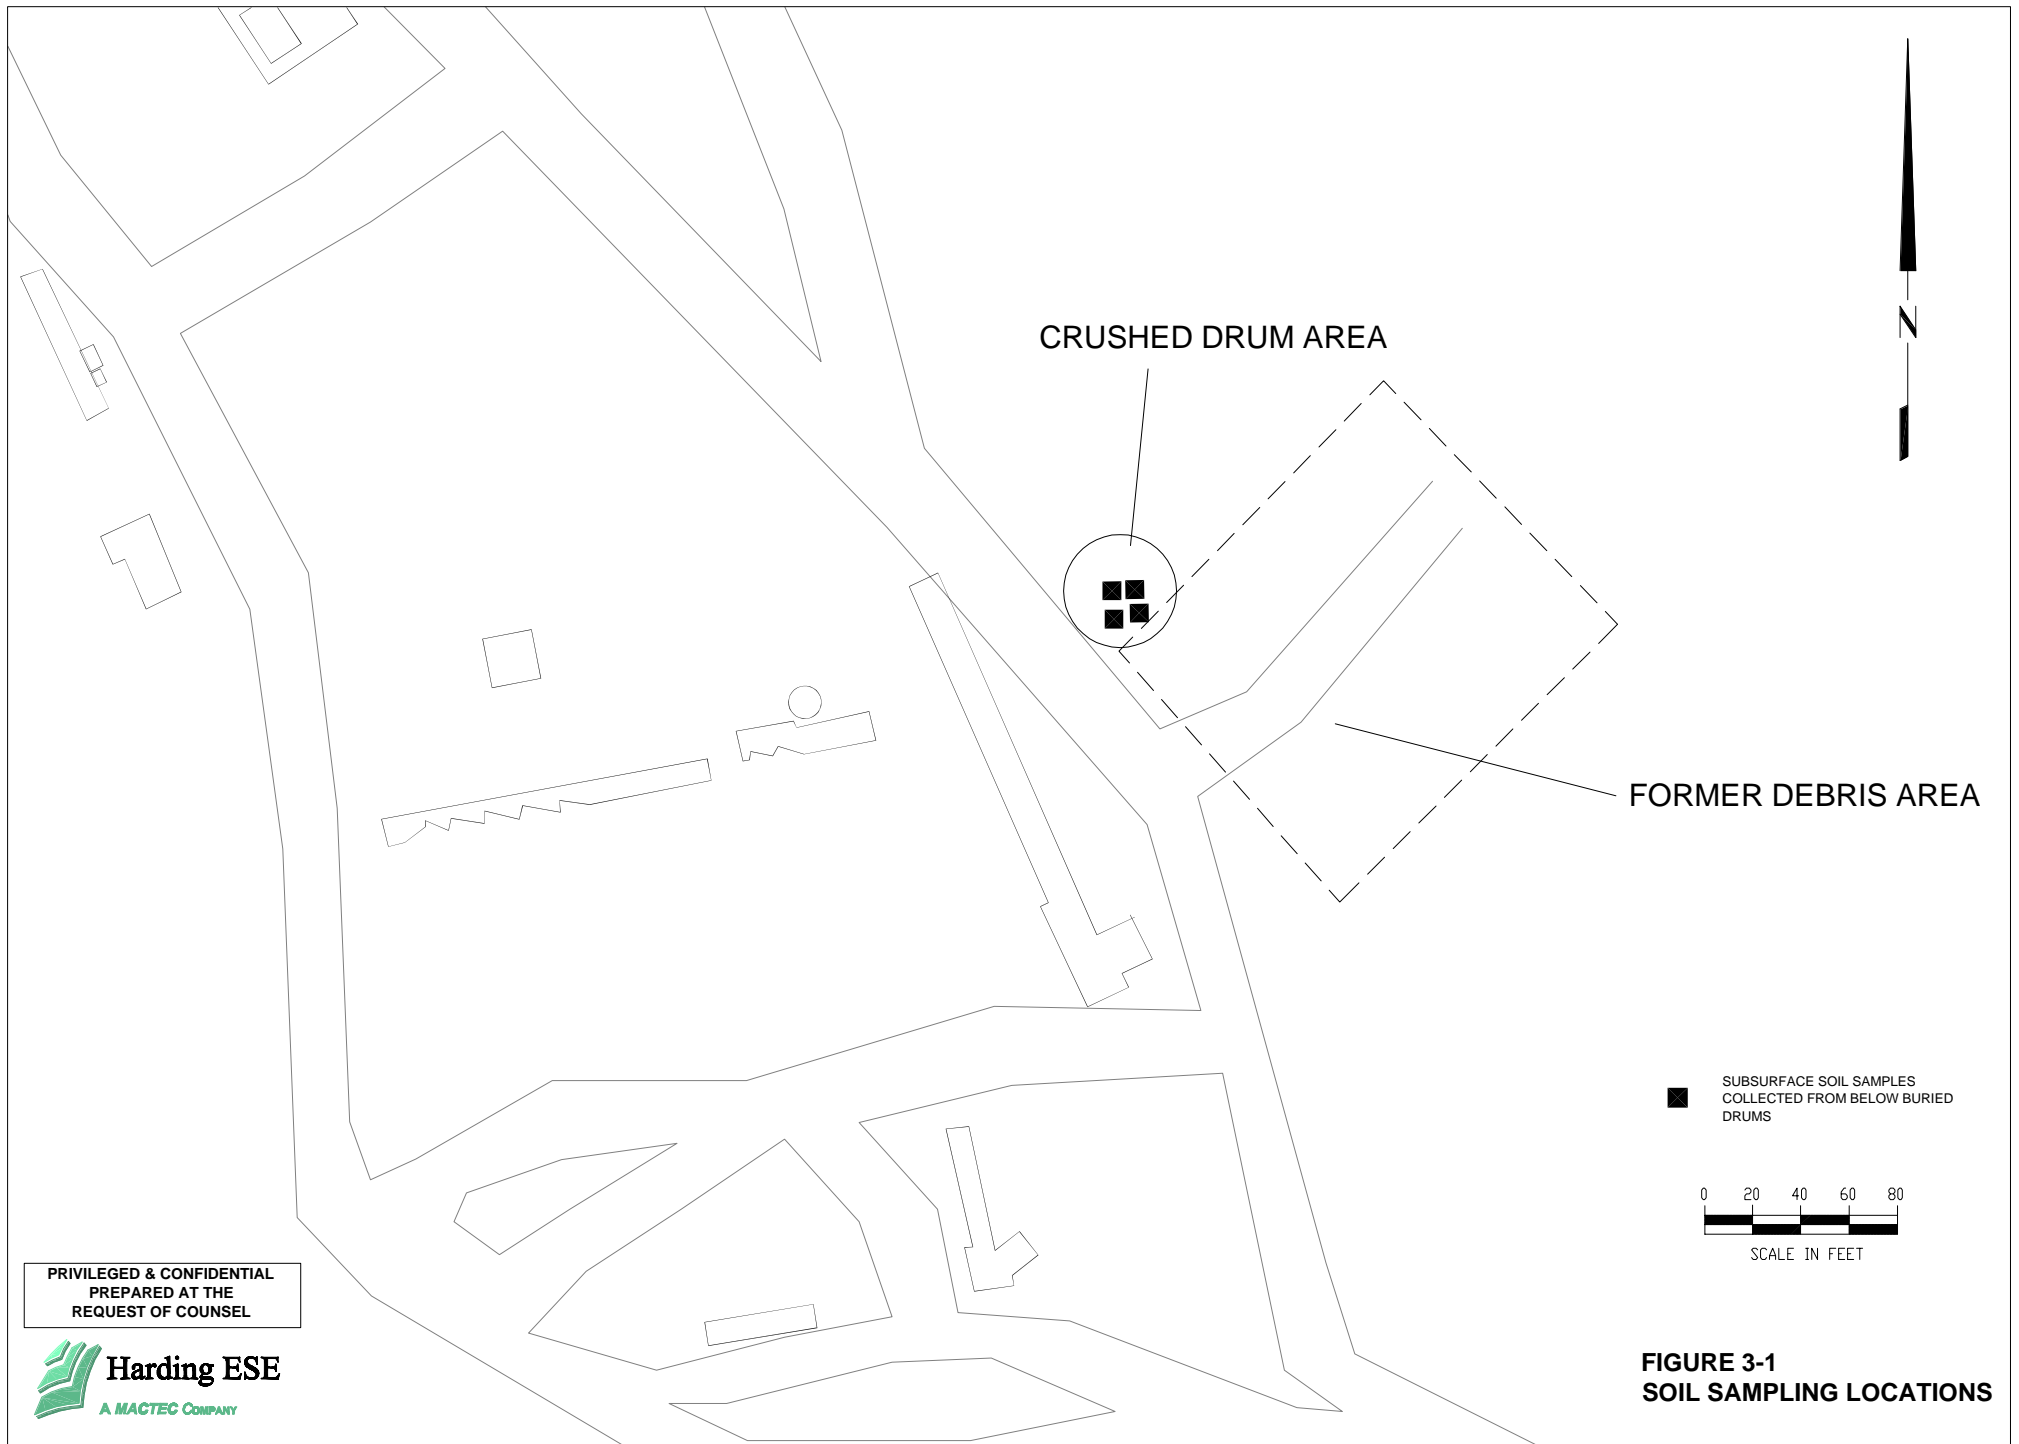 N
CRUSHED DRUM AREA
FORMER DEBRIS AREA
SUBSURFACE SOIL SAMPLES
COLLECTED FROM BELOW BURIED
DRUMS
0 20 40 60 80
SCALE IN FEET
PRIVILEGED & CONFIDENTIAL
PREPARED AT THE
REQUEST OF COUNSEL
Harding ESE
A MACTEC COMPANY
FIGURE 3-1
SOIL SAMPLING LOCATIONS